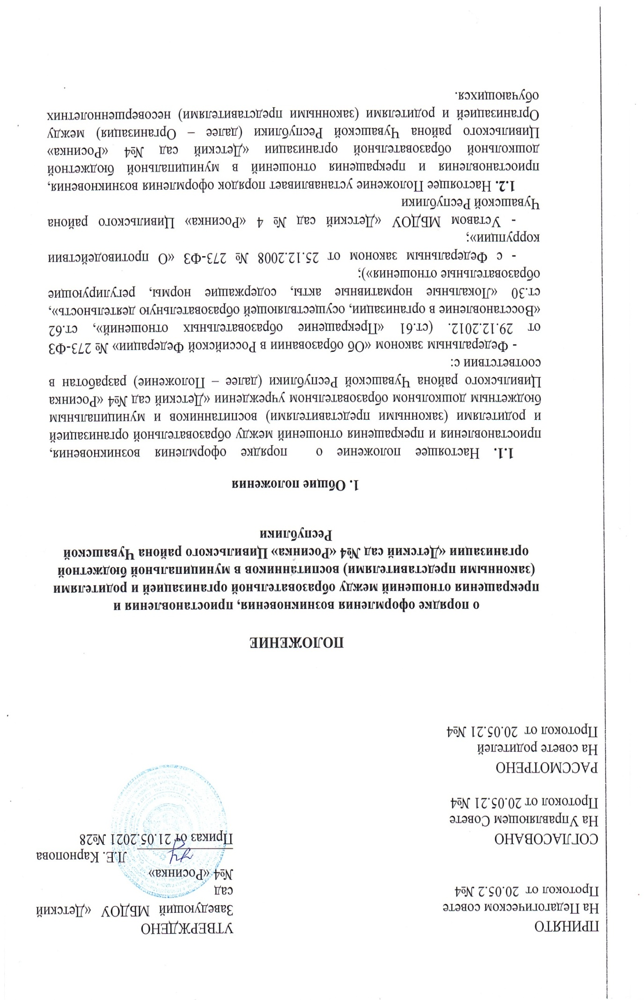 ПРИНЯТО
На Педагогическом совете
Протокол от 20.05.2 №4
СОГЛАСОВАНО
На Управляющем Совете
Протокол от 20.05.21 №4
РАССМОТРЕНО
На совете родителей
Протокол от 20.05.21 №4
УТВЕРЖДЕНО
Заведующий МБДОУ «Детский
сад
№4 «Росинка»
Л.Е. Карнопова
Приказ от 21.05.2021 №28
ПОЛОЖЕНИЕ
о порядке оформления возникновения, приостановления и
прекращения отношений между образовательной организацией и родителями
(законными представителями) воспитанников в муниципальной бюджетной
организации «Детский сад №4 «Росинка» Цивильского района Чувашской
Республики
1. Общие положения
1.1. Настоящее положение о порядке оформления возникновения,
приостановления и прекращения отношений между образовательной организацией
и родителями (законными представителями) воспитанников и муниципальным
бюджетным дошкольном образовательном учреждении «Детский сад №4 «Росинка
Цивильского района Чувашской Республики (далее – Положение) разработан в
соответствии с:
- Федеральным законом «Об образовании в Российской Федерации» № 273-ФЗ
от 29.12.2012. (ст.61 «Прекращение образовательных отношений», ст.62
«Восстановление в организации, осуществляющей образовательную деятельность»,
ст.30 «Локальные нормативные акты, содержащие нормы, регулирующие
образовательные отношения»);
- с Федеральным законом от 25.12.2008 № 273-ФЗ «О противодействии
коррупции»;
- Уставом МБДОУ «Детский сад № 4 «Росинка» Цивильского района
Чувашской Республики
1.2. Настоящее Положение устанавливает порядок оформления возникновения,
приостановления и прекращения отношений в муниципальной бюджетной
дошкольной образовательной организации «Детский сад №4 «Росинка»
Цивильского района Чувашской Республики (далее – Организация) между
Организацией и родителями (законными представителями) несовершеннолетних
обучающихся.